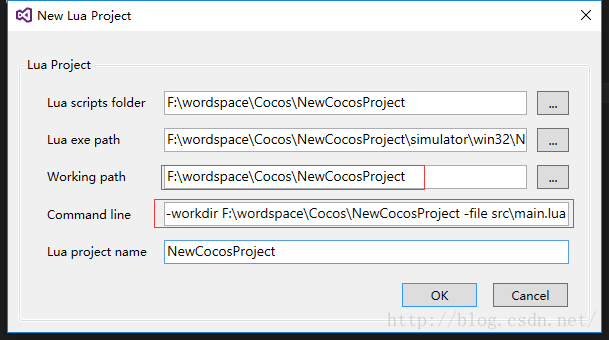 New Lua Project
Lua Project
Lua scripts folder F:\wordspace\Cocos\NewCocosProject ...
Lua exe path F:\wordspace\Cocos\NewCocosProject\simulator\win32\N ...
Working path F:\wordspace\Cocos\NewCocosProject ...
Command line -workdir F:\wordspace\Cocos\NewCocosProject -file src\main.lua
Lua project name NewCocosProject
OK Cancel
http://blog.csdn.net/